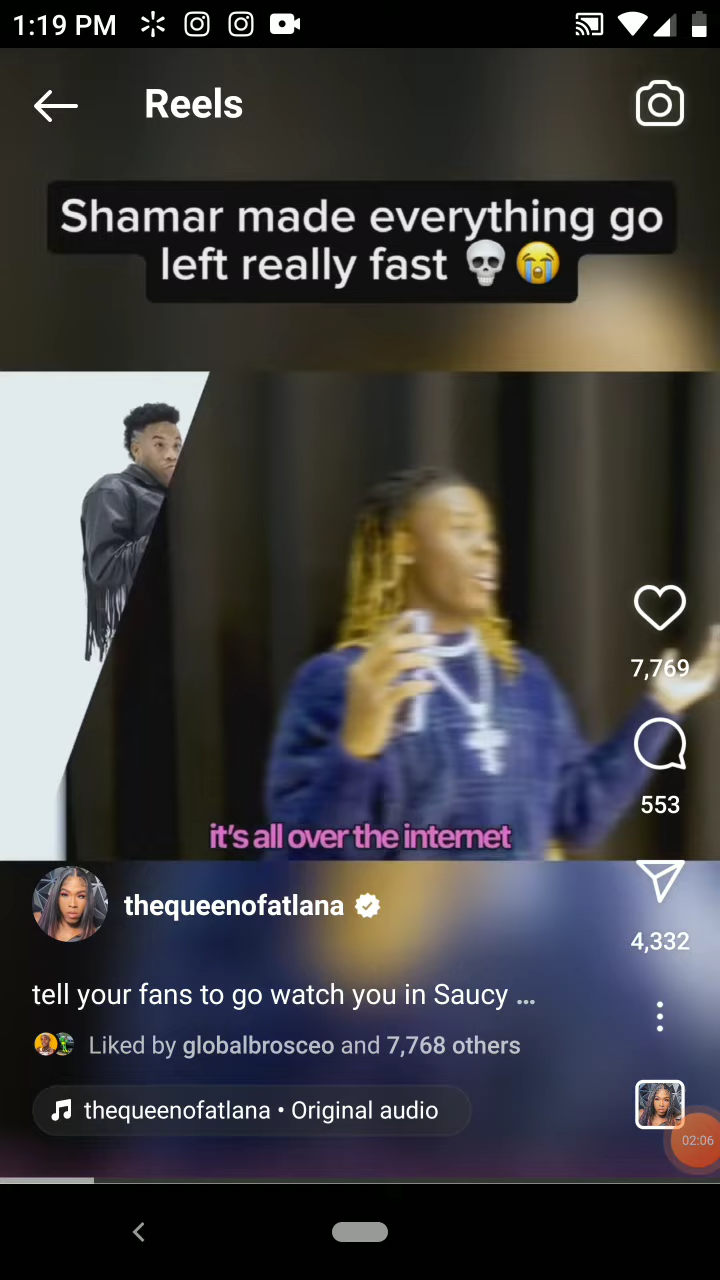 1:19 PM
Reels
Shamar made everything go
left really fast 💀😭
7,769
553
it's all over the internet
thequeenofatlana
4,332
tell your fans to go watch you in Saucy ...
Liked by globalbrosceo and 7,768 others
thequeenofatlana • Original audio
02:06